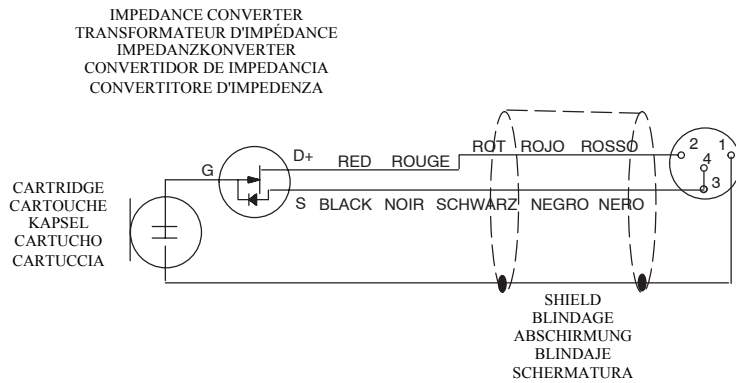 IMPEDANCE CONVERTER
TRANSFORMATEUR D'IMPÉDANCE
IMPEDANZKONVERTER
CONVERTIDOR DE IMPEDANCIA
CONVERTITORE D'IMPEDENZA
D+ RED ROUGE ROT ROJO ROSSO
2 1
4
3
G
S BLACK NOIR SCHWARZ NEGRO NERO
CARTRIDGE
CARTOUCHE
KAPSEL
CARTUCHO
CARTUCCIA
SHIELD
BLINDAGE
ABSCHIRMUNG
BLINDAJE
SCHERMATURA